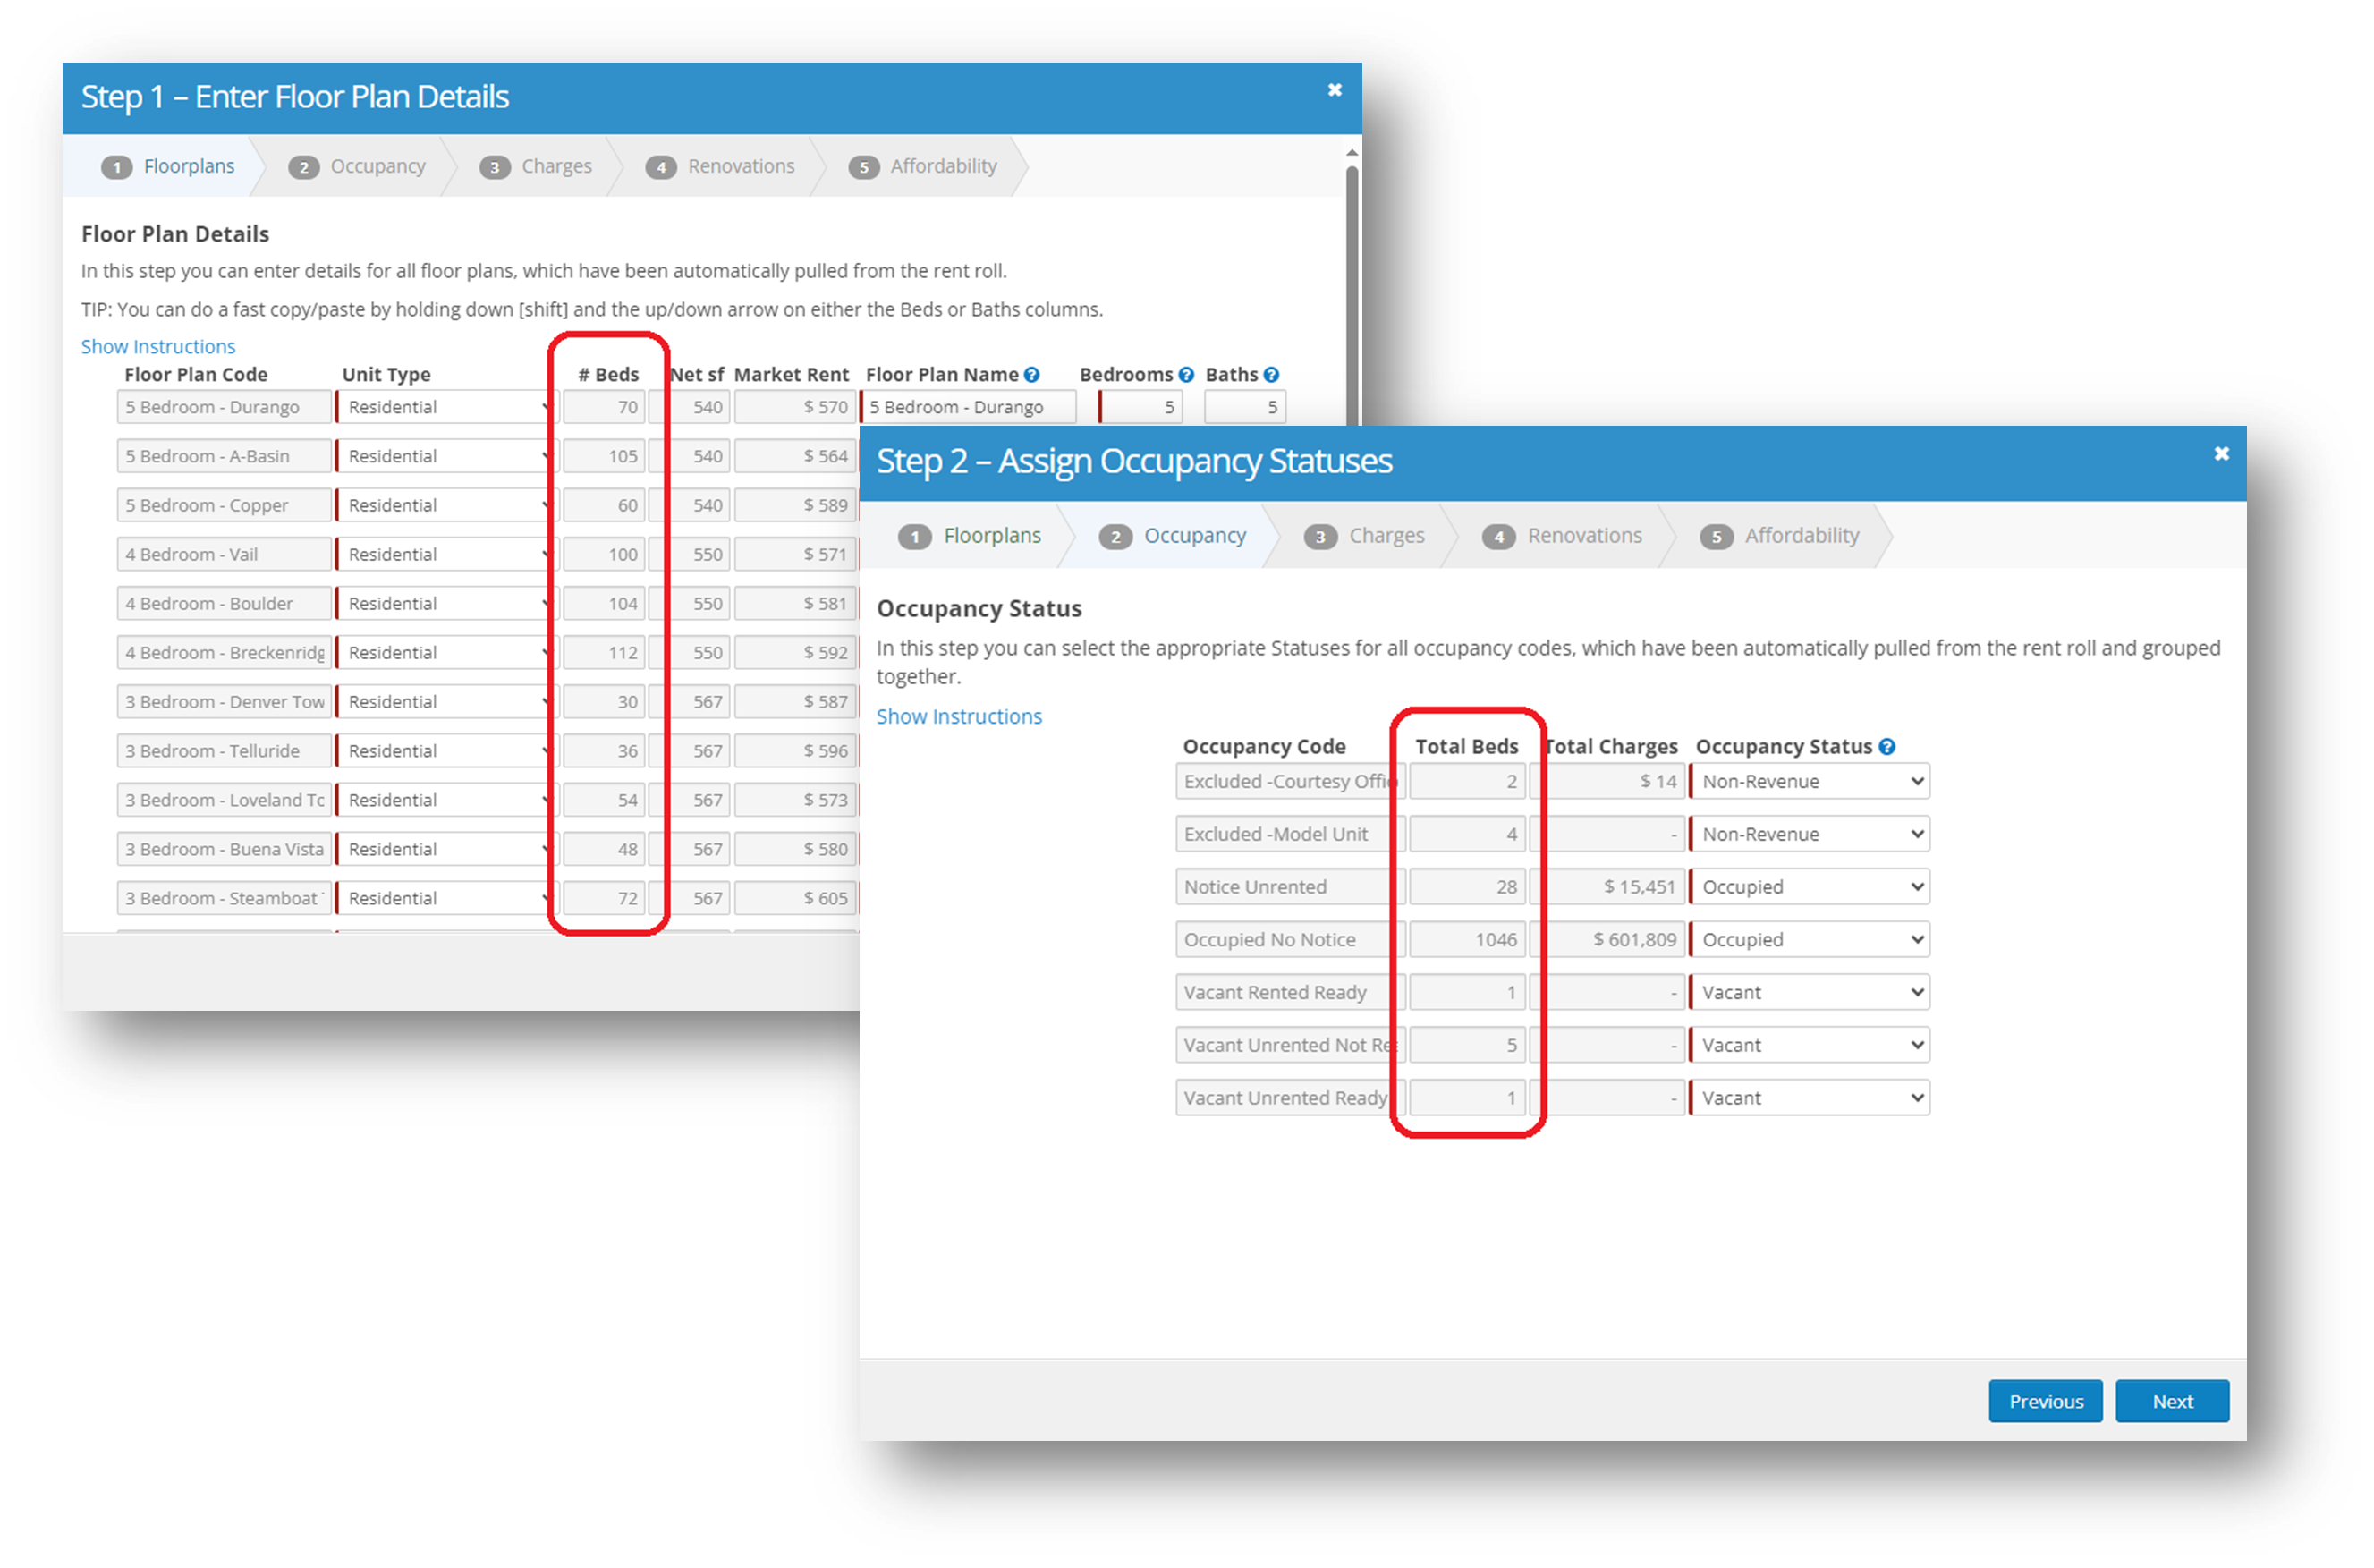 Step 1 – Enter Floor Plan Details
1 Floorplans 2 Occupancy 3 Charges 4 Renovations 5 Affordability
Floor Plan Details
In this step you can enter details for all floor plans, which have been automatically pulled from the rent roll.
TIP: You can do a fast copy/paste by holding down [shift] and the up/down arrow on either the Beds or Baths columns.
Show Instructions
Floor Plan Code Unit Type # Beds Net sf Market Rent Floor Plan Name Bedrooms Baths
5 Bedroom - Durango Residential 70 540 $ 570 5 Bedroom - Durango 5 5
5 Bedroom - A-Basin Residential 105 540 $ 564
5 Bedroom - Copper Residential 60 540 $ 589
4 Bedroom - Vail Residential 100 550 $ 571
4 Bedroom - Boulder Residential 104 550 $ 581
4 Bedroom - Breckenridg Residential 112 550 $ 592
3 Bedroom - Denver Tow Residential 30 567 $ 587
3 Bedroom - Telluride Residential 36 567 $ 596
3 Bedroom - Loveland To Residential 54 567 $ 573
3 Bedroom - Buena Vista Residential 48 567 $ 580
3 Bedroom - Steamboat Residential 72 567 $ 605
Step 2 – Assign Occupancy Statuses
1 Floorplans 2 Occupancy 3 Charges 4 Renovations 5 Affordability
Occupancy Status
In this step you can select the appropriate Statuses for all occupancy codes, which have been automatically pulled from the rent roll and grouped
together.
Show Instructions
Occupancy Code Total Beds Total Charges Occupancy Status
Excluded -Courtesy Offi 2 $ 14 Non-Revenue
Excluded -Model Unit 4 - Non-Revenue
Notice Unrented 28 $ 15,451 Occupied
Occupied No Notice 1046 $ 601,809 Occupied
Vacant Rented Ready 1 - Vacant
Vacant Unrented Not Re 5 - Vacant
Vacant Unrented Ready 1 - Vacant
Previous Next